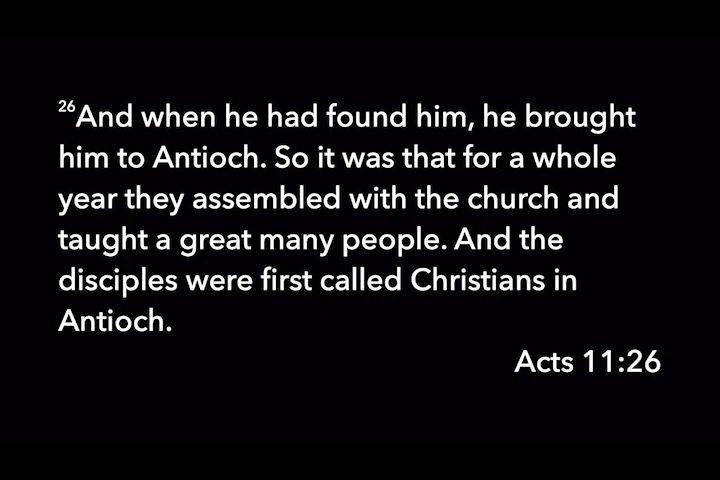 26And when he had found him, he brought
him to Antioch. So it was that for a whole
year they assembled with the church and
taught a great many people. And the
disciples were first called Christians in
Antioch.
Acts 11:26